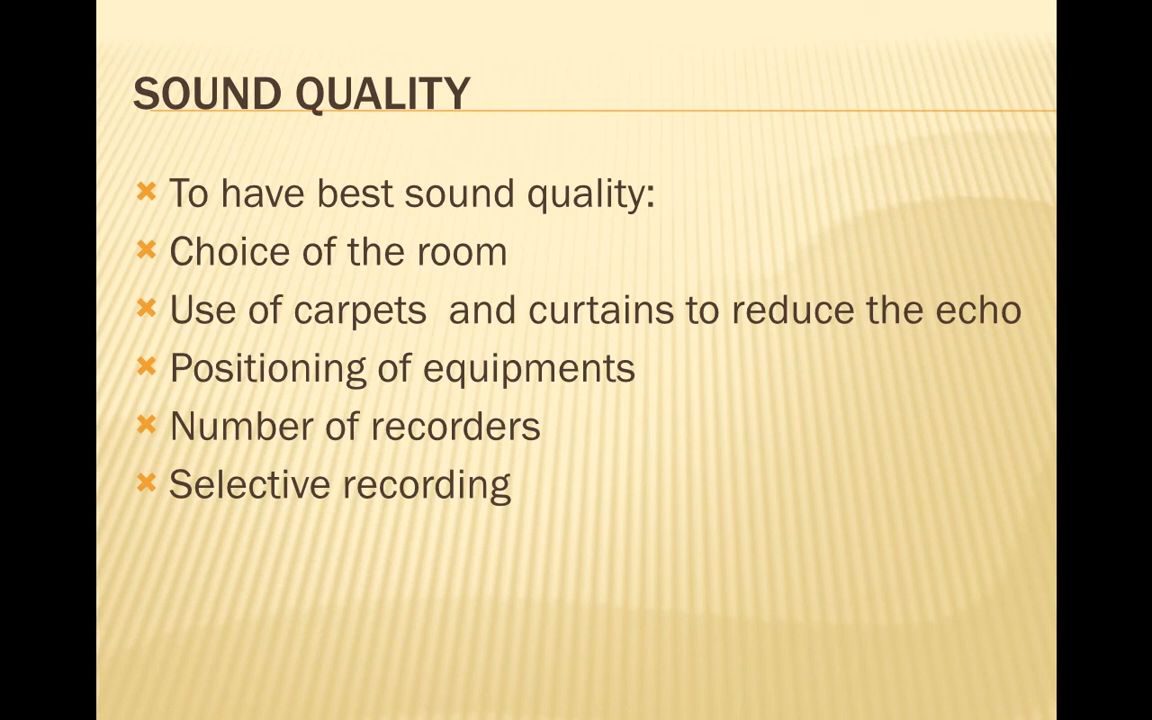 SOUND QUALITY
To have best sound quality:
Choice of the room
Use of carpets  and curtains to reduce the echo
Positioning of equipments
Number of recorders
Selective recording